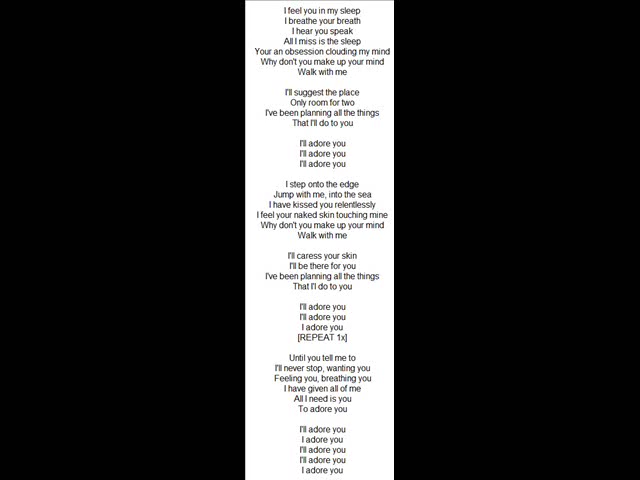 I feel you in my sleep
I breathe your breath
I hear you speak
All I miss is the sleep
Your an obsession clouding my mind
Why don't you make up your mind
Walk with me

I'll suggest the place
Only room for two
I've been planning all the things
That I'll do to you

I'll adore you
I'll adore you
I'll adore you

I step onto the edge
Jump with me, into the sea
I have kissed you relentlessly
I feel your naked skin touching mine
Why don't you make up your mind
Walk with me

I'll caress your skin
I'll be there for you
I've been planning all the things
That I'l do to you

I'll adore you
I'll adore you
I adore you
[REPEAT 1x]

Until you tell me to
I'll never stop, wanting you
Feeling you, breathing you
I have given all of me
All I need is you
To adore you

I'll adore you
I adore you
I'll adore you
I'll adore you
I adore you